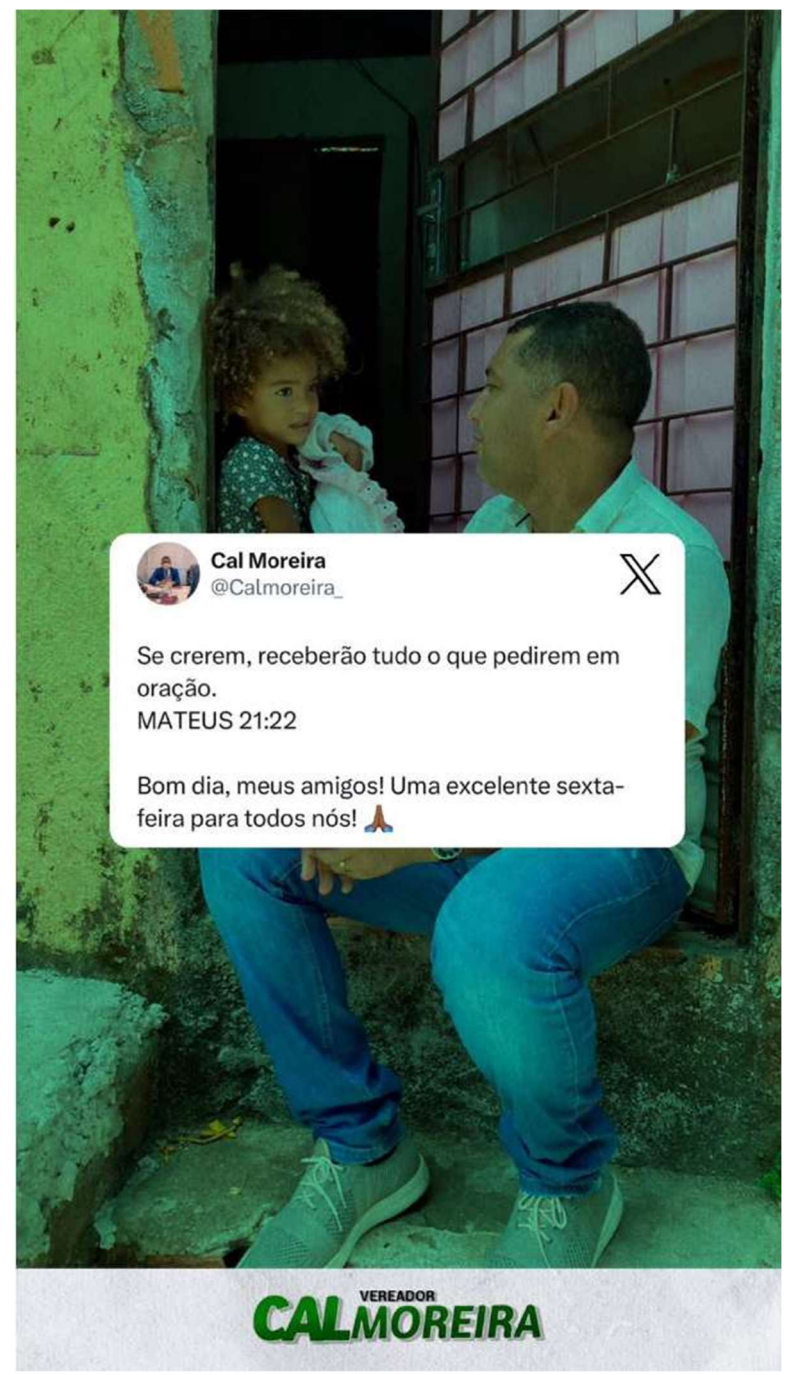 Cal Moreira
@Calmoreira_
Se crerem, receberão tudo o que pedirem em
oração.
MATEUS 21:22
Bom dia, meus amigos! Uma excelente sexta-
feira para todos nós! 🙏🏾
VEREADOR
CALMOREIRA